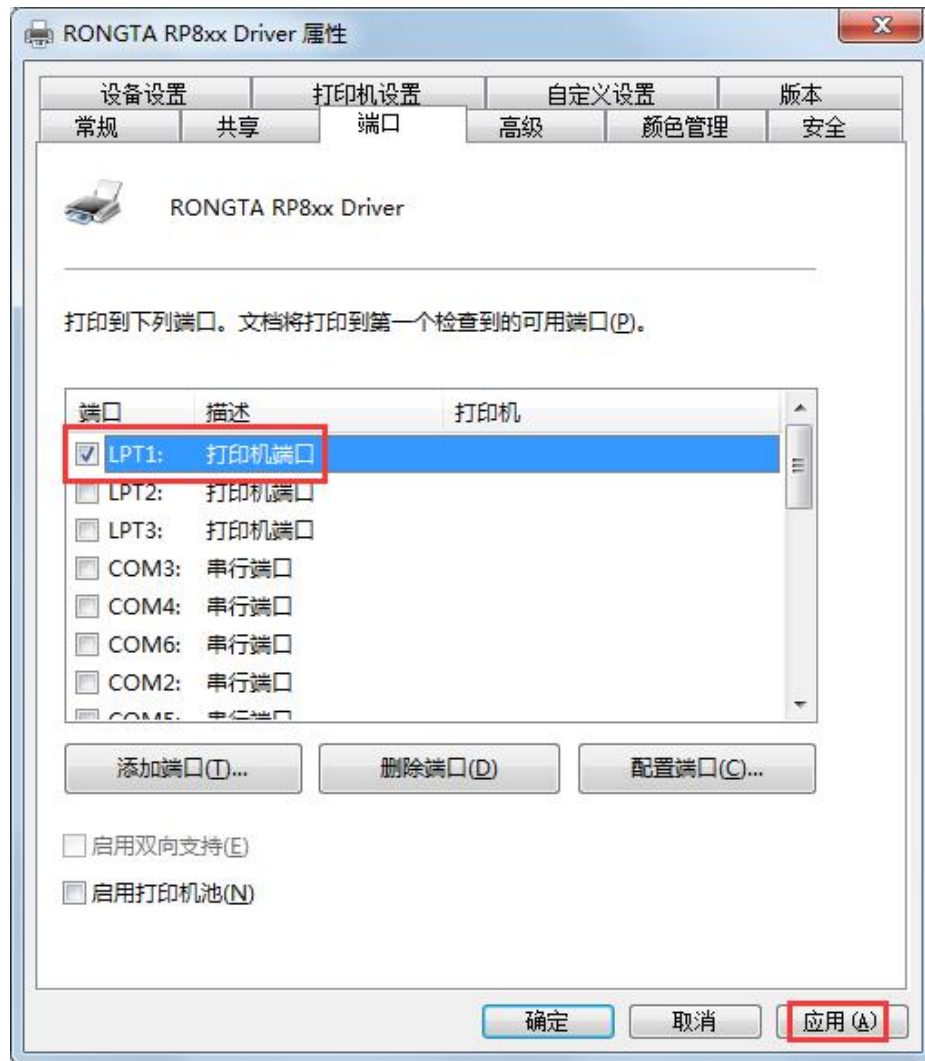 RONGTA RP8xx Driver 属性
设备设置 打印机设置 自定义设置 版本
常规 共享 端口 高级 颜色管理 安全
RONGTA RP8xx Driver
打印到下列端口。文档将打印到第一个检查到的可用端口(P)。
端口 描述 打印机
LPT1: 打印机端口
LPT2: 打印机端口
LPT3: 打印机端口
COM3: 串行端口
COM4: 串行端口
COM6: 串行端口
COM2: 串行端口
COM5: 串行端口
添加端口(T)... 删除端口(D) 配置端口(C)...
启用双向支持(E)
启用打印机池(N)
确定 取消 应用(A)